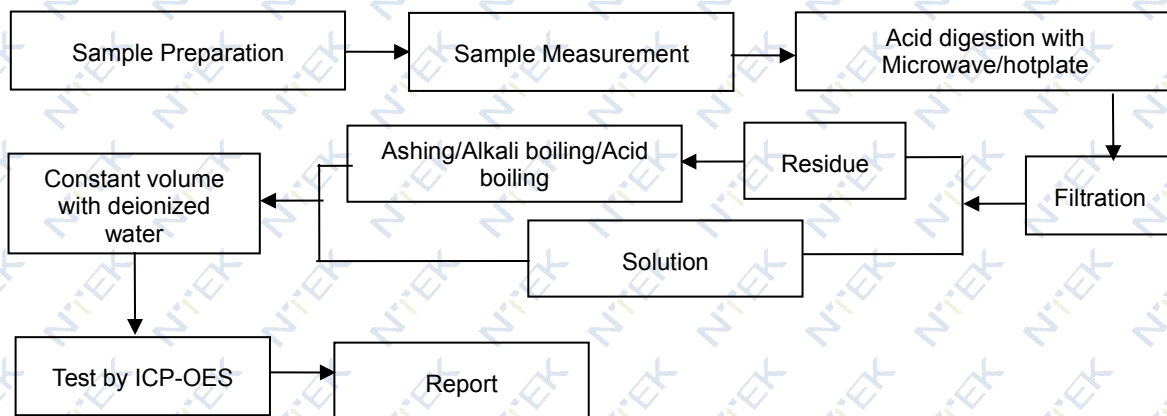 Sample Preparation
Sample Measurement
Acid digestion with
Microwave/hotplate
Filtration
Residue
Ashing/Alkali boiling/Acid
boiling
Solution
Constant volume
with deionized
water
Test by ICP-OES
Report
NTEK